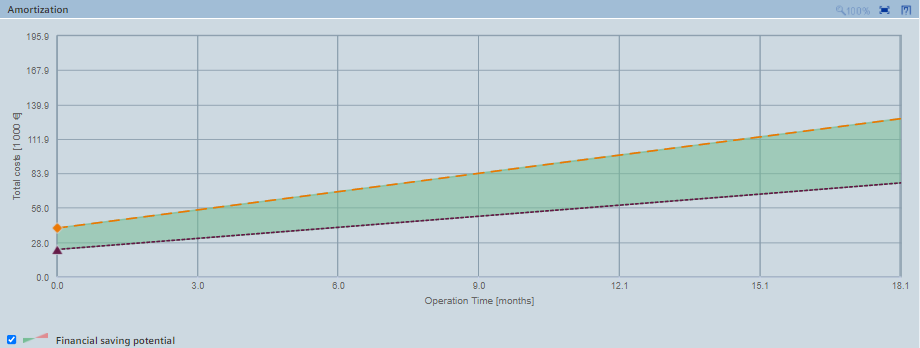 Amortization
100%
[?]
195.9
167.9
139.9
111.9
83.9
56.0
28.0
0.0
Total costs [1 000 €]
0.0 3.0 6.0 9.0 12.1 15.1 18.1
Operation Time [months]
Financial saving potential